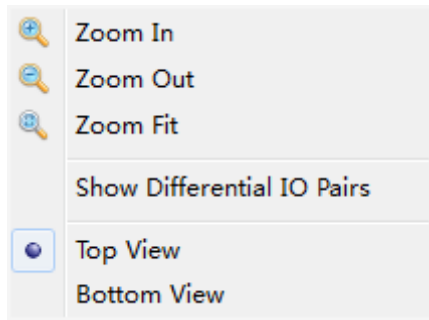 Zoom In
Zoom Out
Zoom Fit
Show Differential IO Pairs
Top View
Bottom View